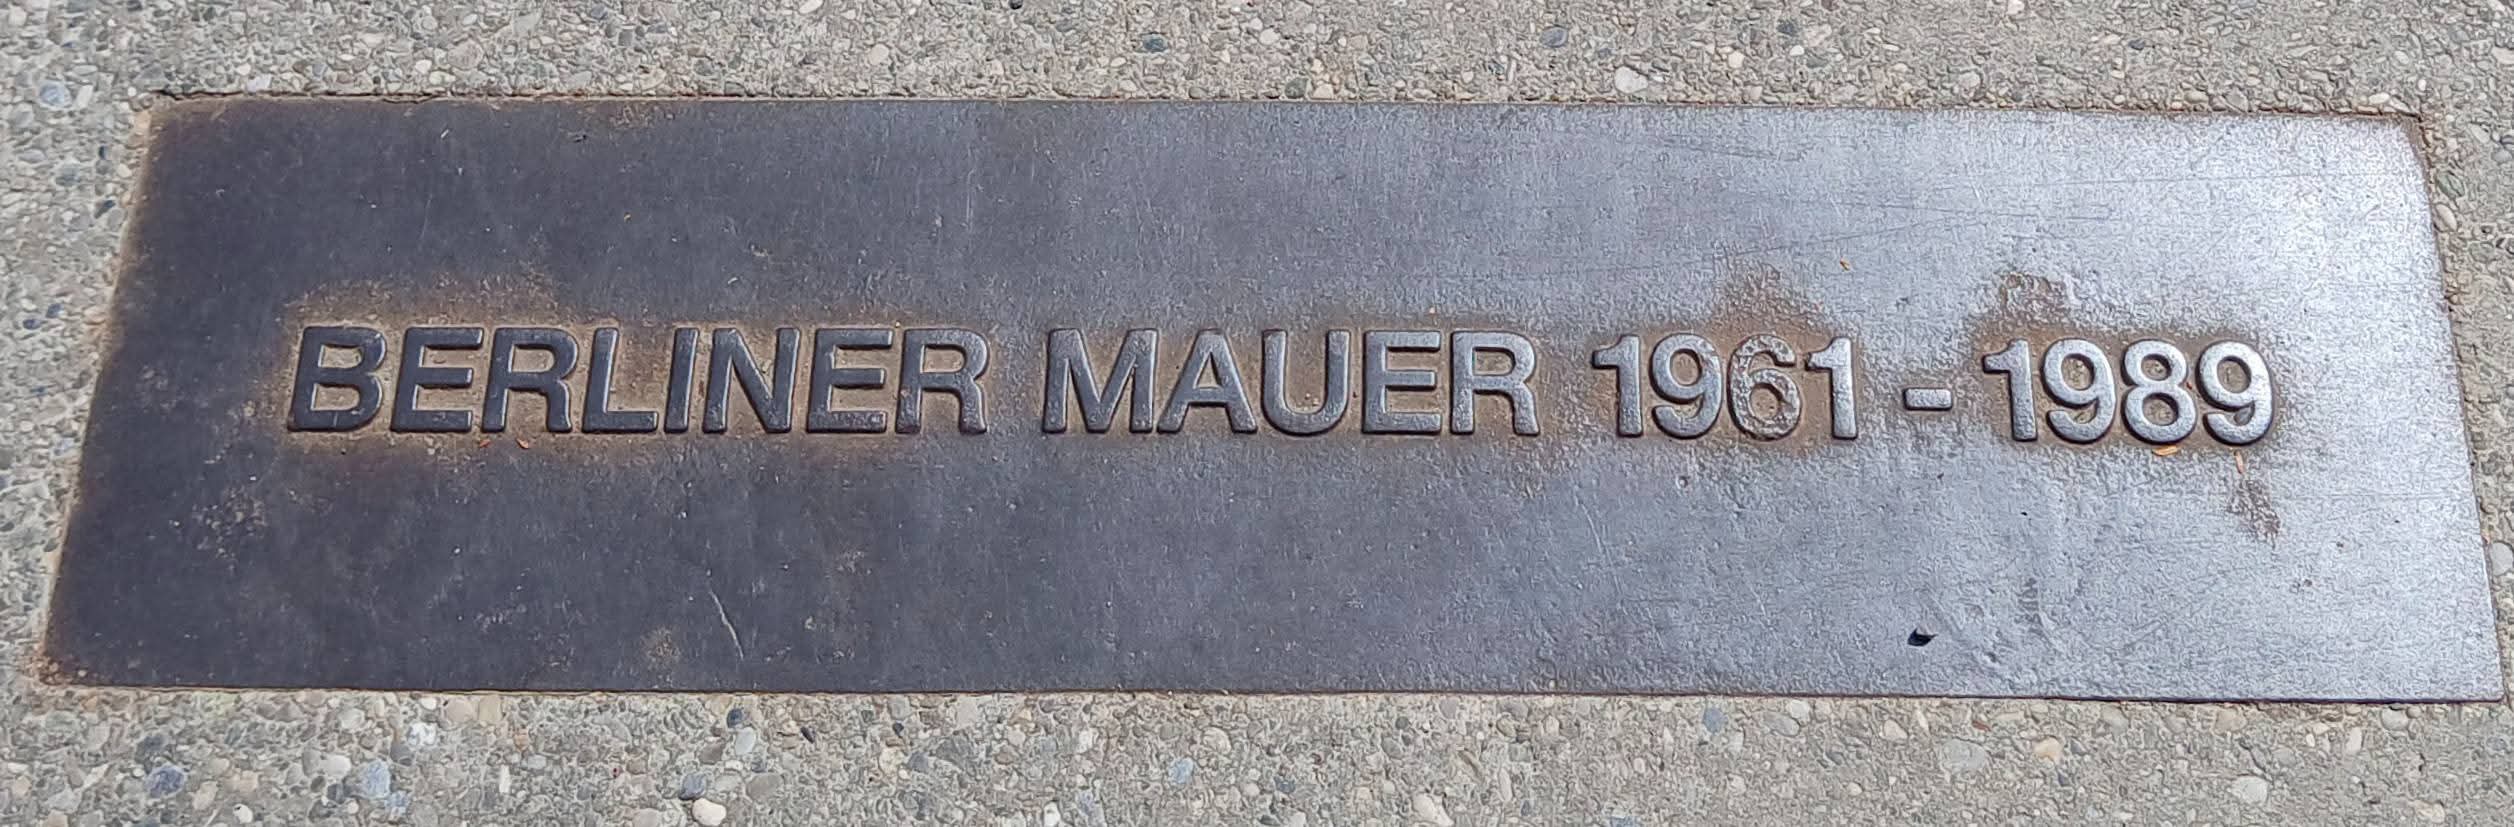 BERLINER MAUER 1961 - 1989